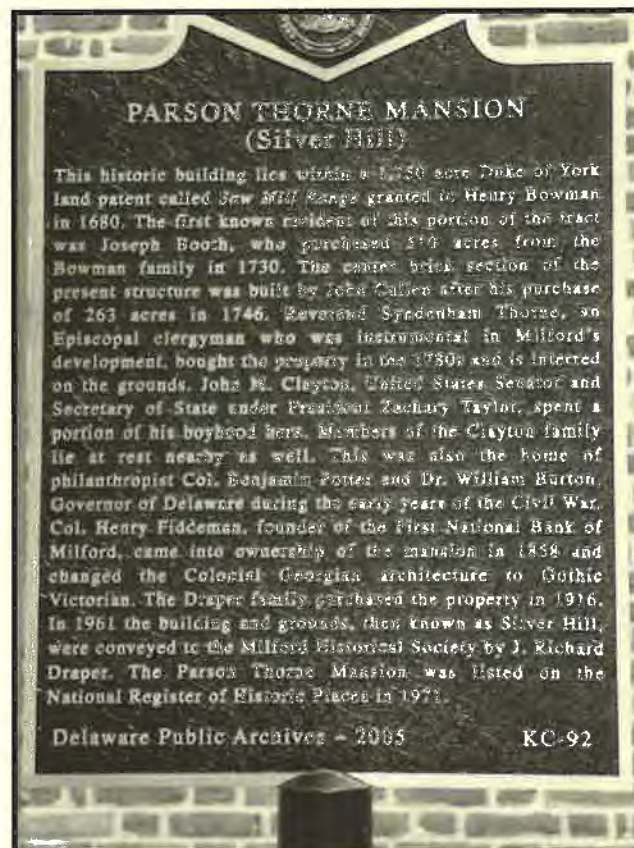 PARSON THORNE MANSION
(Silver Hill)
This historic building lies within a 1,750 acre Duke of York
land patent called Saw Mill Range granted to Henry Bowman
in 1680. The first known resident of this portion of the tract
was Joseph Booth, who purchased 510 acres from the
Bowman family in 1730. The center brick section of the
present structure was built by John Cullen after his purchase
of 263 acres in 1746. Reverend Sydenham Thorne, an
Episcopal clergyman who was instrumental in Milford's
development, bought the property in the 1780s and is interred
on the grounds. John M. Clayton, United States Senator and
Secretary of State under President Zachary Taylor, spent a
portion of his boyhood here. Members of the Clayton family
lie at rest nearby as well. This was also the home of
philanthropist Col. Benjamin Potter and Dr. William Burton,
Governor of Delaware during the early years of the Civil War.
Col. Henry Fiddeman, founder of the First National Bank of
Milford, came into ownership of the mansion in and
changed the Colonial Georgian architecture to Gothic
Victorian. The Draper family purchased the property in 1916.
In 1961 the building and grounds, then known as Silver Hill,
were conveyed to the Milford Historical Society by J. Richard
Draper. The Parson Thorne Mansion was listed on the
National Register of Historic Places in 1971.
Delaware Public Archives - 2005 KC-92